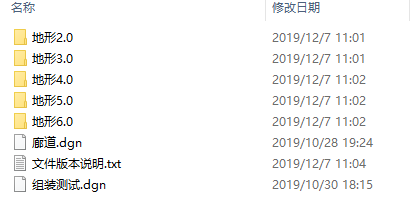 名称 修改日期
地形2.0 2019/12/7 11:01
地形3.0 2019/12/7 11:01
地形4.0 2019/12/7 11:02
地形5.0 2019/12/7 11:02
地形6.0 2019/12/7 11:02
廊道.dgn 2019/10/28 19:24
文件版本说明.txt 2019/12/7 11:04
组装测试.dgn 2019/10/30 18:15